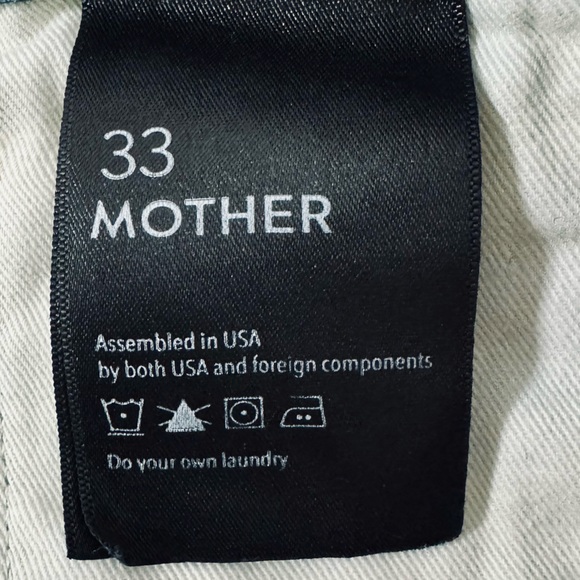 33
MOTHER
Assembled in USA
by both USA and foreign components
Do your own laundry